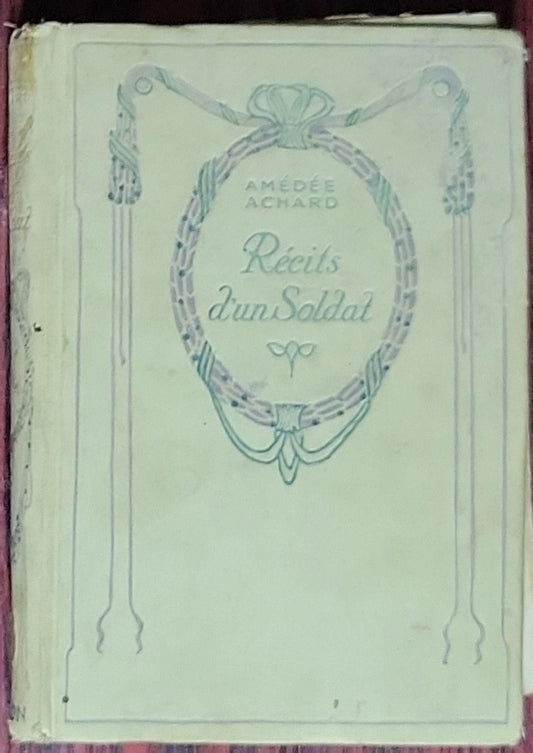 AMÉDÉE
ACHARD
Récits
d'un Soldat